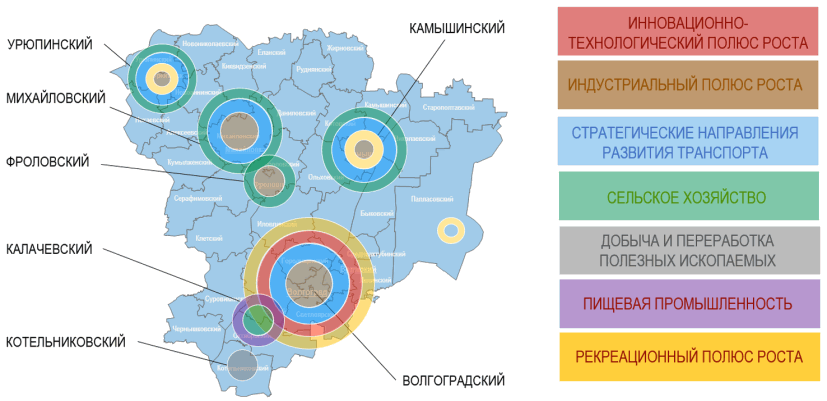 УРЮПИНСКИЙ
МИХАЙЛОВСКИЙ
ФРОЛОВСКИЙ
КАЛАЧЕВСКИЙ
КОТЕЛЬНИКОВСКИЙ
КАМЫШИНСКИЙ
ВОЛГОГРАДСКИЙ
Новониколаевский
Еланский
Жирновский
Киквидзенский
Руднянский
Даниловский
Камышинский
Старополтавский
Кумылженский
Серафимовичский
Клетский
Быковский
Палласовский
Чернышковский
ИННОВАЦИОННО-
ТЕХНОЛОГИЧЕСКИЙ ПОЛЮС РОСТА
ИНДУСТРИАЛЬНЫЙ ПОЛЮС РОСТА
СТРАТЕГИЧЕСКИЕ НАПРАВЛЕНИЯ
РАЗВИТИЯ ТРАНСПОРТА
СЕЛЬСКОЕ ХОЗЯЙСТВО
ДОБЫЧА И ПЕРЕРАБОТКА
ПОЛЕЗНЫХ ИСКОПАЕМЫХ
ПИЩЕВАЯ ПРОМЫШЛЕННОСТЬ
РЕКРЕАЦИОННЫЙ ПОЛЮС РОСТА